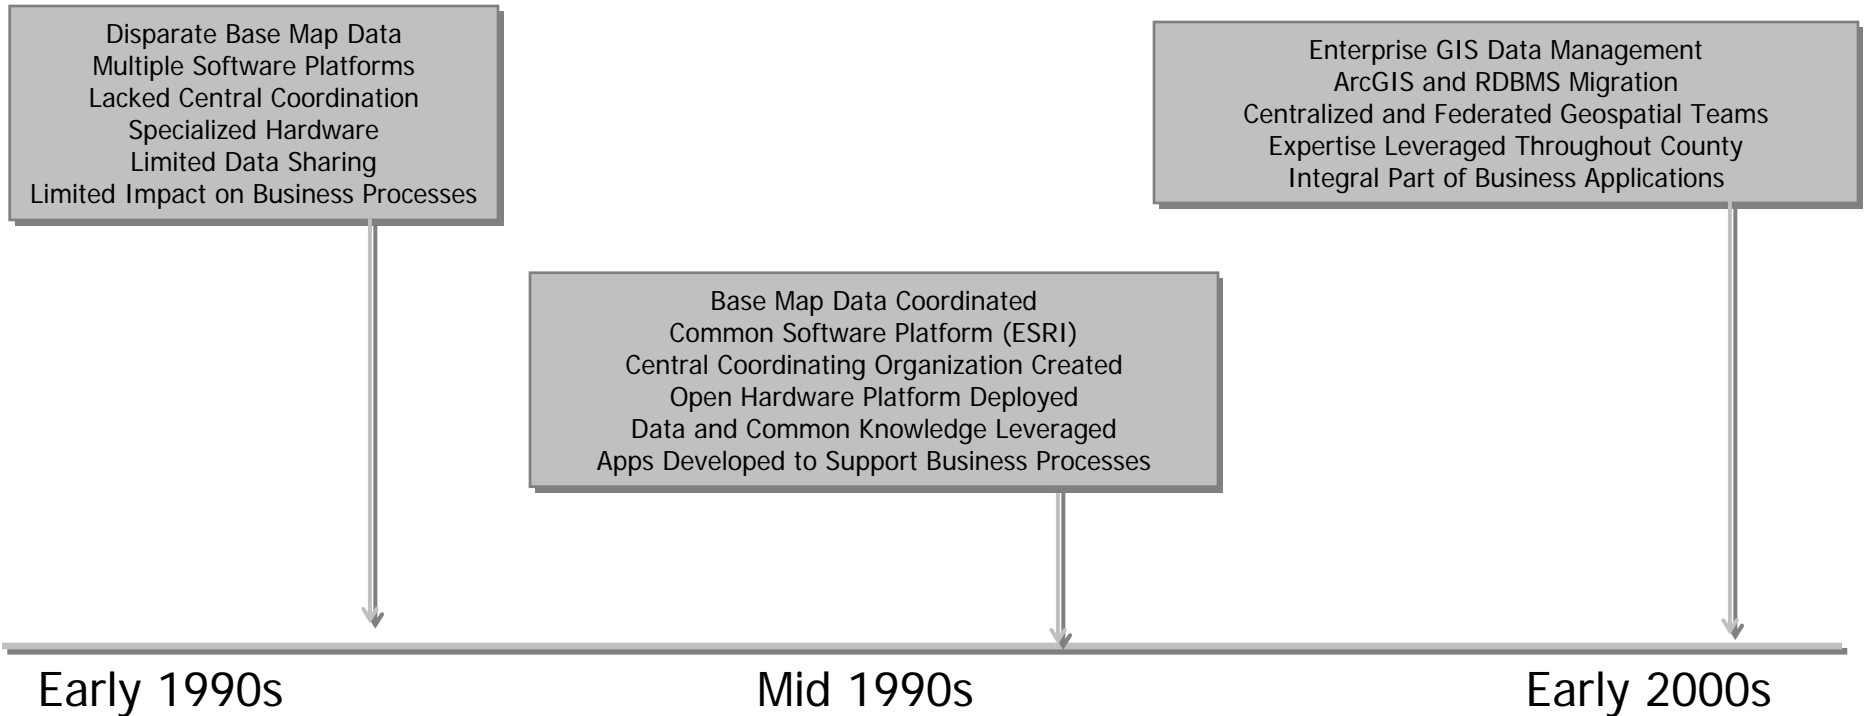 Disparate Base Map Data
Multiple Software Platforms
Lacked Central Coordination
Specialized Hardware
Limited Data Sharing
Limited Impact on Business Processes
Base Map Data Coordinated
Common Software Platform (ESRI)
Central Coordinating Organization Created
Open Hardware Platform Deployed
Data and Common Knowledge Leveraged
Apps Developed to Support Business Processes
Enterprise GIS Data Management
ArcGIS and RDBMS Migration
Centralized and Federated Geospatial Teams
Expertise Leveraged Throughout County
Integral Part of Business Applications
Early 1990s
Mid 1990s
Early 2000s